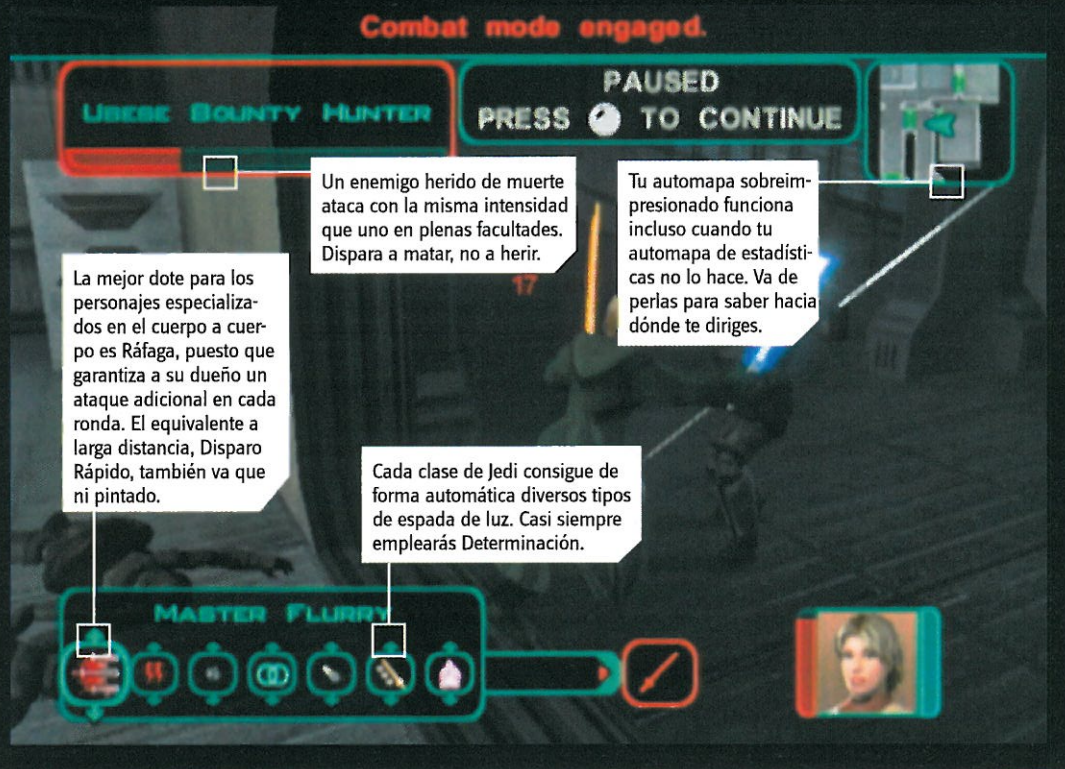 Combat mode engaged.
UBESE BOUNTY HUNTER
PAUSED
PRESS TO CONTINUE
Un enemigo herido de muerte
ataca con la misma intensidad
que uno en plenas facultades.
Dispara a matar, no a herir.
Tu automapa sobreim-
presionado funciona
incluso cuando tu
automapa de estadísti-
cas no lo hace. Va de
perlas para saber hacia
dónde te diriges.
17
La mejor dote para los
personajes especializa-
dos en el cuerpo a cuer-
po es Ráfaga, puesto que
garantiza a su dueño un
ataque adicional en cada
ronda. El equivalente a
larga distancia, Disparo
Rápido, también va que
ni pintado.
Cada clase de Jedi consigue de
forma automática diversos tipos
de espada de luz. Casi siempre
emplearás Determinación.
MASTER FLURRY